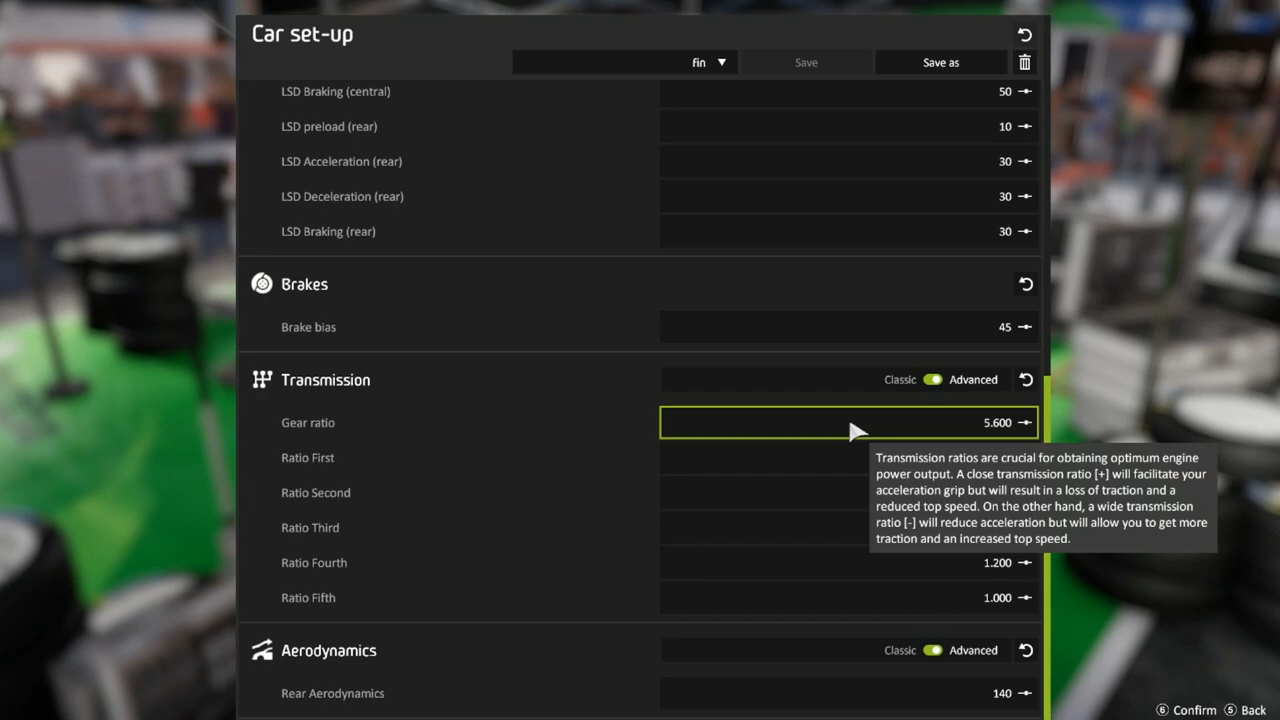 Car set-up
fin ▼ Save Save as
LSD Braking (central) 50
LSD preload (rear) 10
LSD Acceleration (rear) 30
LSD Deceleration (rear) 30
LSD Braking (rear) 30
Brakes
Brake bias 45
Transmission Classic Advanced
Gear ratio 5.600
Ratio First
Ratio Second
Ratio Third
Ratio Fourth 1.200
Ratio Fifth 1.000
Transmission ratios are crucial for obtaining optimum engine
power output. A close transmission ratio [+] will facilitate your
acceleration grip but will result in a loss of traction and a
reduced top speed. On the other hand, a wide transmission
ratio [-] will reduce acceleration but will allow you to get more
traction and an increased top speed.
Aerodynamics Classic Advanced
Rear Aerodynamics 140
6 Confirm 5 Back